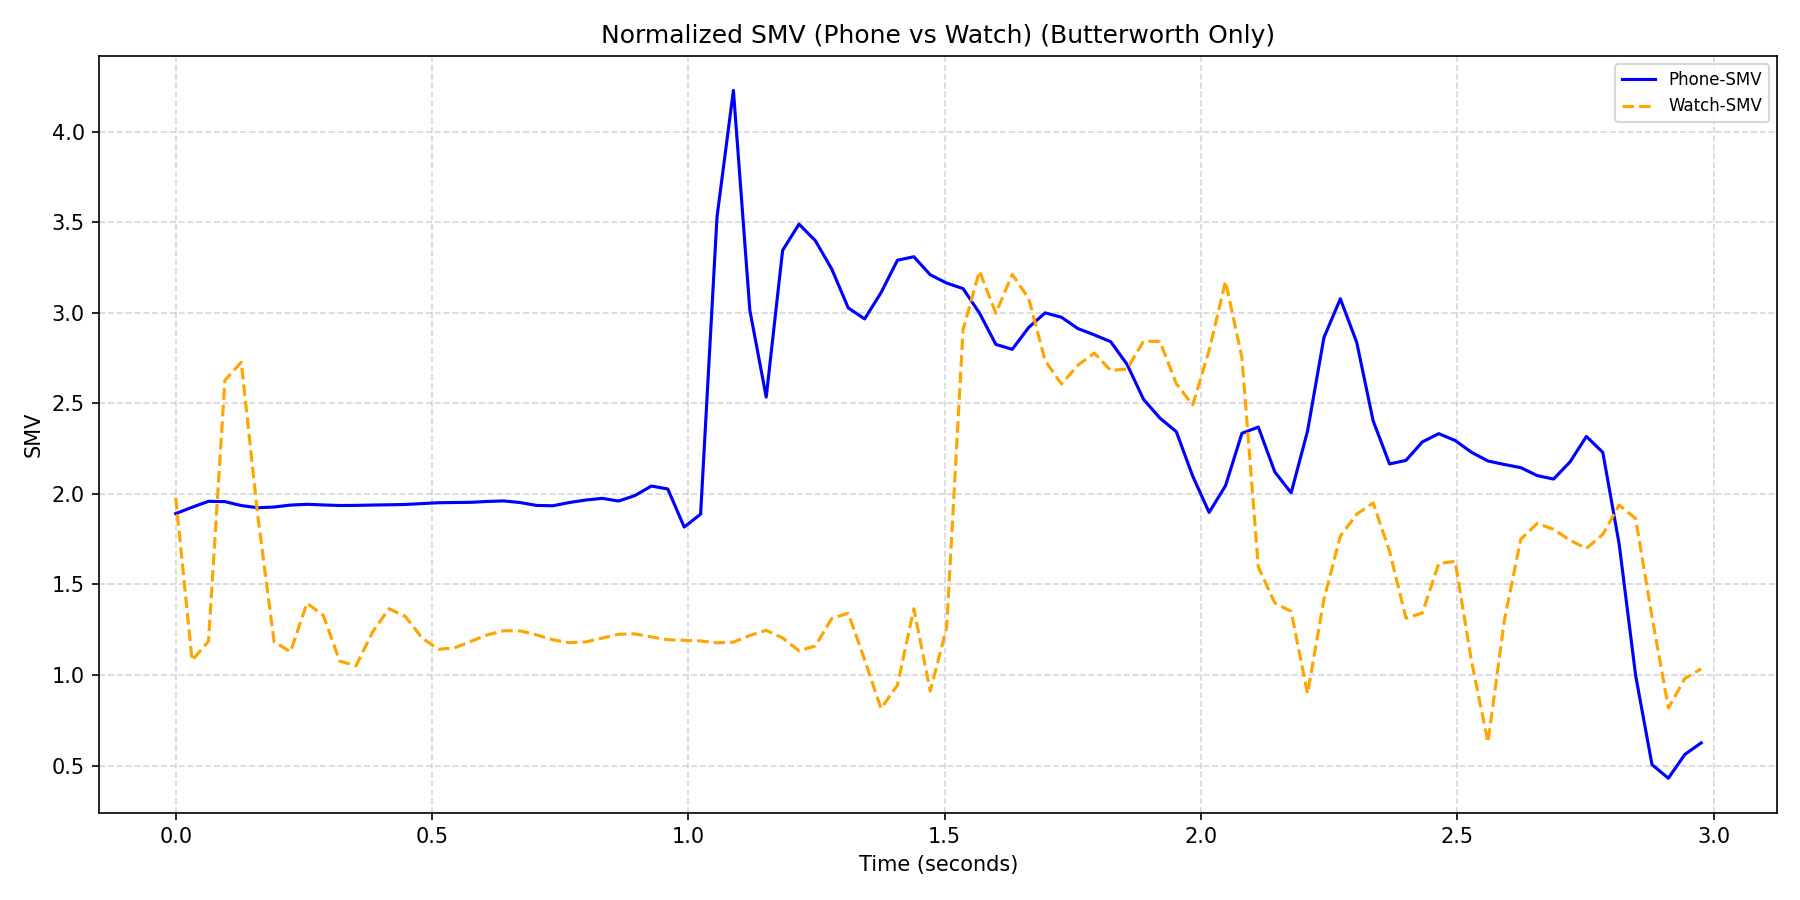 Normalized SMV (Phone vs Watch) (Butterworth Only)
Phone-SMV
Watch-SMV
SMV
4.0
3.5
3.0
2.5
2.0
1.5
1.0
0.5
0.0 0.5 1.0 1.5 2.0 2.5 3.0
Time (seconds)